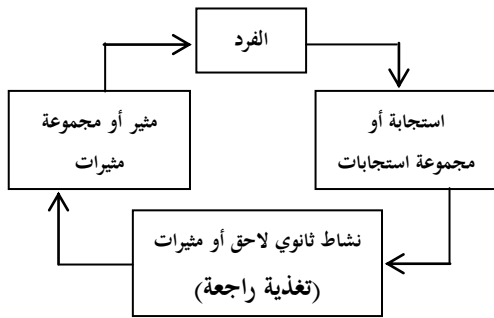 الفرد
مثير أو مجموعة
مثيرات
استجابة أو
مجموعة استجابات
نشاط ثانوي لاحق أو مثيرات
(تغذية راجعة)